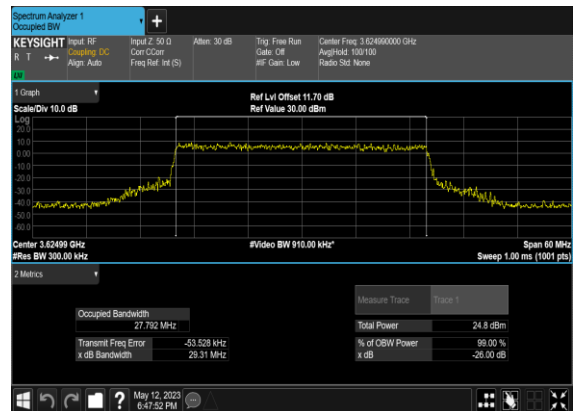 Spectrum Analyzer 1
Occupied BW
KEYSIGHT Input: RF Input Z: 50 Ω Atten: 30 dB Trig: Free Run Center Freq: 3.624990000 GHz
R T Coupling: DC Corr CCorr Gate: Off Avg|Hold: 100/100
Align: Auto Freq Ref: Int (S) #IF Gain: Low Radio Std: None
LV
1 Graph
Ref Lvl Offset 11.70 dB
Scale/Div 10.0 dB Ref Value 30.00 dBm
Log
20.0
10.0
0.00
-10.0
-20.0
-30.0
-40.0
-50.0
-60.0
Center 3.62499 GHz #Video BW 910.00 kHz* Span 60 MHz
#Res BW 300.00 kHz Sweep 1.00 ms (1001 pts)
2 Metrics
Measure Trace Trace 1
Occupied Bandwidth
27.792 MHz Total Power 24.8 dBm
Transmit Freq Error -53.528 kHz % of OBW Power 99.00 %
x dB Bandwidth 29.31 MHz x dB -26.00 dB
May 12, 2023
6:47:52 PM